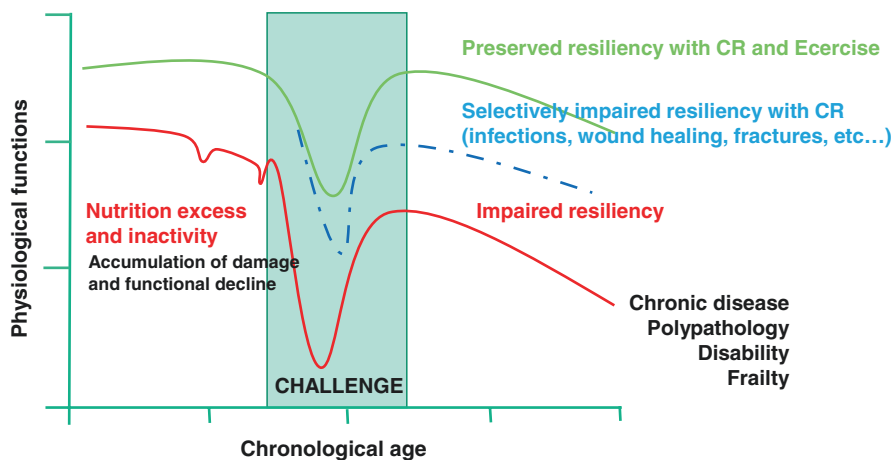 Preserved resiliency with CR and Ecercise
Selectively impaired resiliency with CR
(infections, wound healing, fractures, etc...)
Impaired resiliency
Nutrition excess
and inactivity
Accumulation of damage
and functional decline
Chronic disease
Polypathology
Disability
Frailty
CHALLENGE
Physiological functions
Chronological age